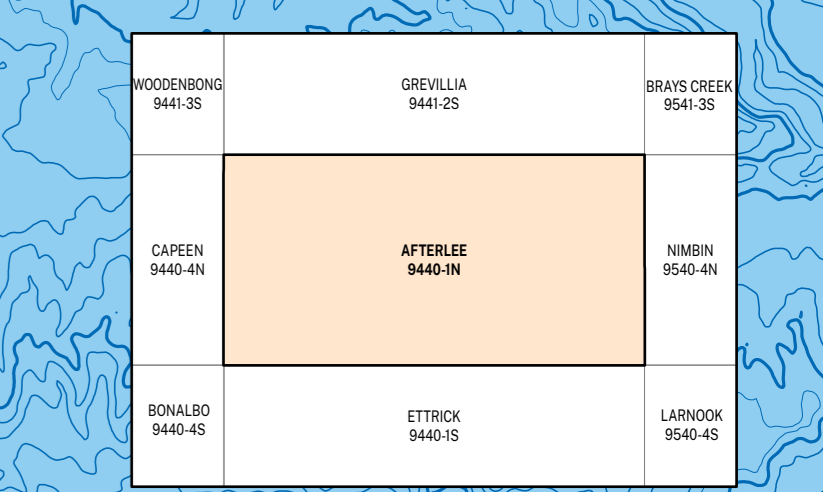 WOODENBONG
9441-3S
GREVILLIA
9441-2S
BRAYS CREEK
9541-3S
CAPEEN
9440-4N
AFTERLEE
9440-1N
NIMBIN
9540-4N
BONALBO
9440-4S
ETTRICK
9440-1S
LARNOOK
9540-4S